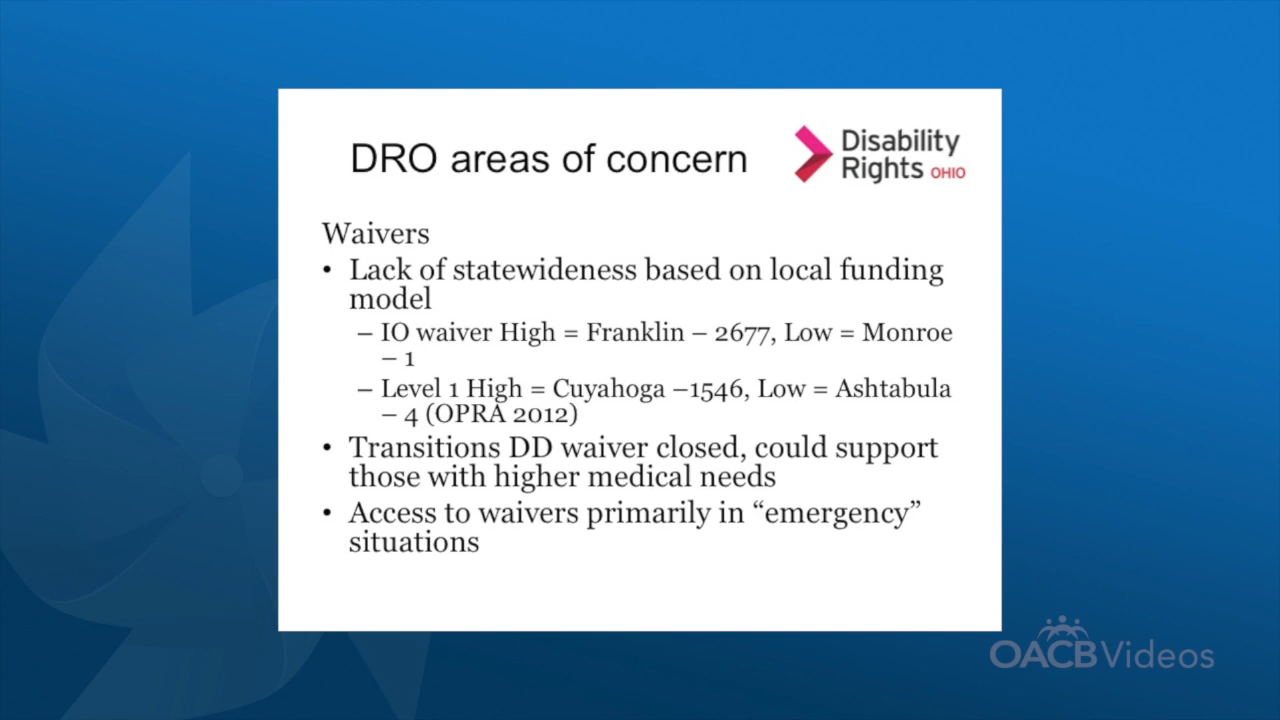 DRO areas of concern
Disability
Rights OHIO
Waivers
• Lack of statewideness based on local funding
model
– IO waiver High = Franklin – 2677, Low = Monroe
– 1
– Level 1 High = Cuyahoga –1546, Low = Ashtabula
– 4 (OPRA 2012)
• Transitions DD waiver closed, could support
those with higher medical needs
• Access to waivers primarily in “emergency”
situations
OACBVideos